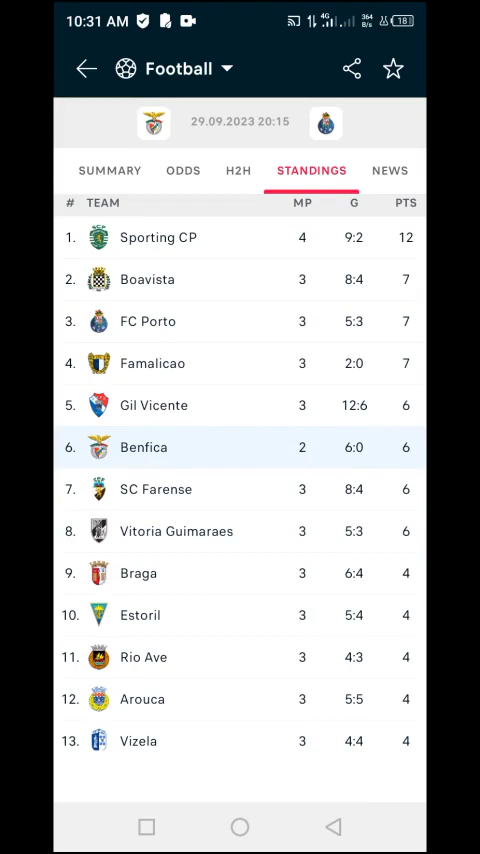 10:31 AM 4G 364 B/s 18
Football
29.09.2023 20:15
SUMMARY ODDS H2H STANDINGS NEWS
# TEAM MP G PTS
1. Sporting CP 4 9:2 12
2. Boavista 3 8:4 7
3. FC Porto 3 5:3 7
4. Famalicao 3 2:0 7
5. Gil Vicente 3 12:6 6
6. Benfica 2 6:0 6
7. SC Farense 3 8:4 6
8. Vitoria Guimaraes 3 5:3 6
9. Braga 3 6:4 4
10. Estoril 3 5:4 4
11. Rio Ave 3 4:3 4
12. Arouca 3 5:5 4
13. Vizela 3 4:4 4